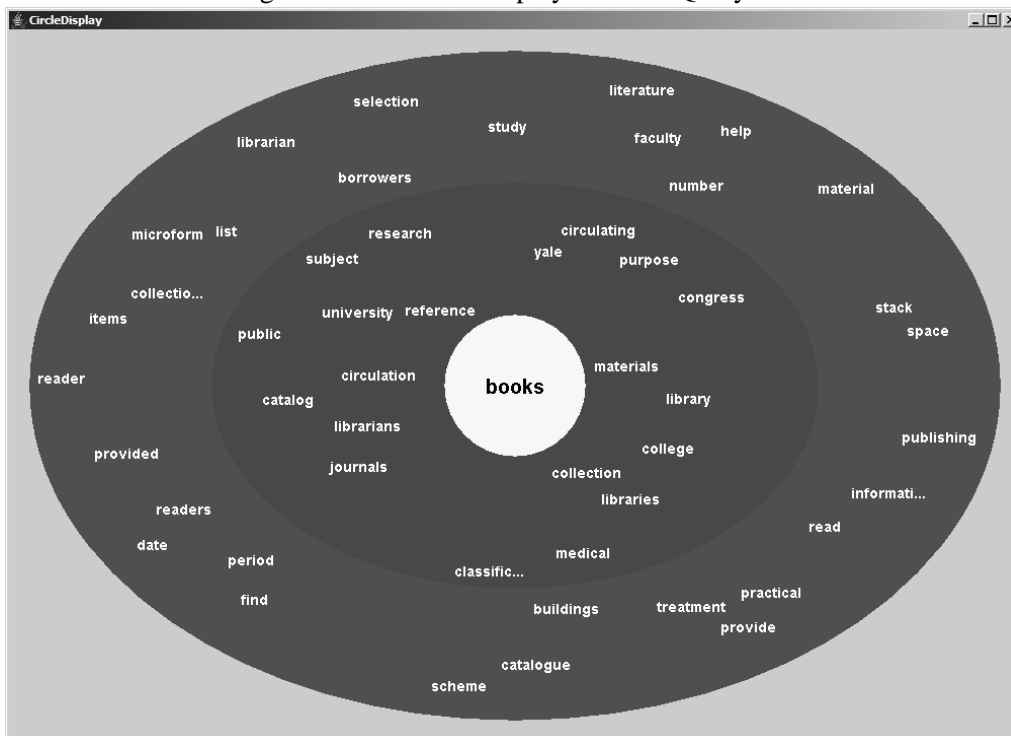 CircleDisplay
literature
selection
study
help
faculty
librarian
borrowers
number
material
microform
list
research
circulating
yale
subject
purpose
collectio...
congress
stack
items
university
reference
space
public
materials
reader
circulation
books
catalog
library
librarians
publishing
college
provided
journals
collection
informati...
libraries
readers
read
date
medical
period
classific...
practical
find
treatment
buildings
provide
catalogue
scheme